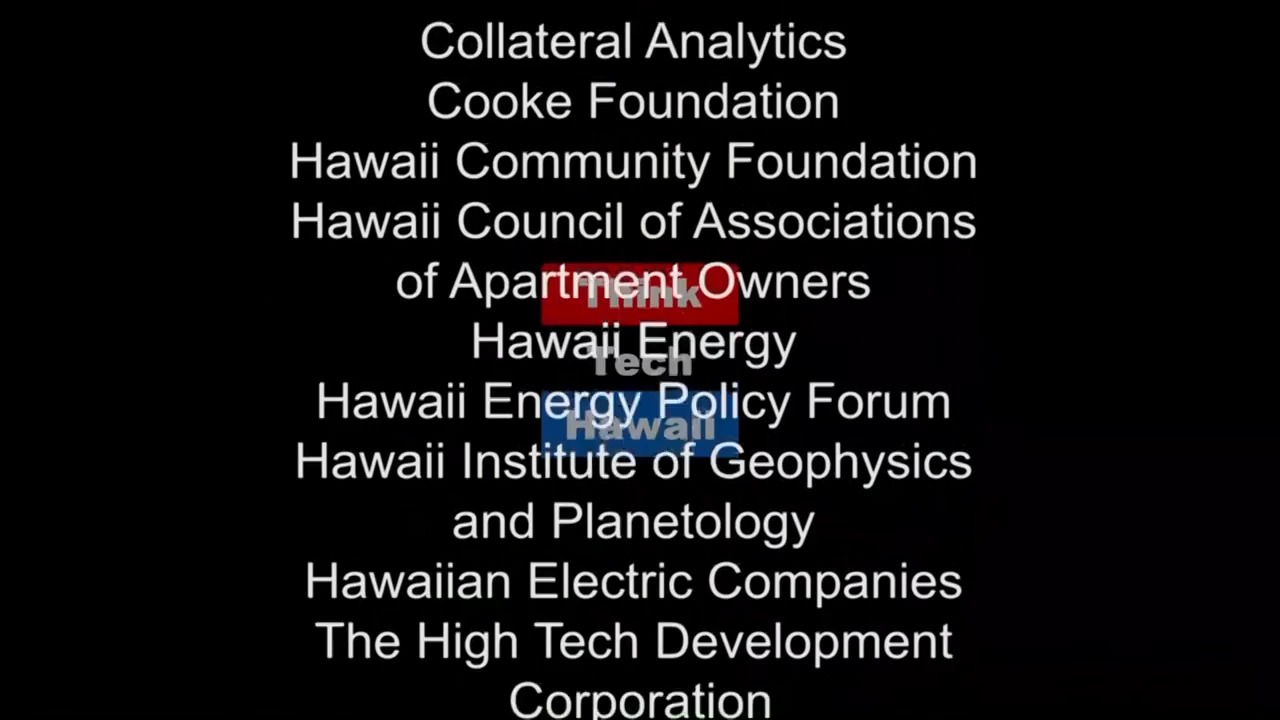 Collateral Analytics
Cooke Foundation
Hawaii Community Foundation
Hawaii Council of Associations
of Apartment Owners
Hawaii Energy
Hawaii Energy Policy Forum
Hawaii Institute of Geophysics
and Planetology
Hawaiian Electric Companies
The High Tech Development
Corporation
Think
Tech
Hawaii